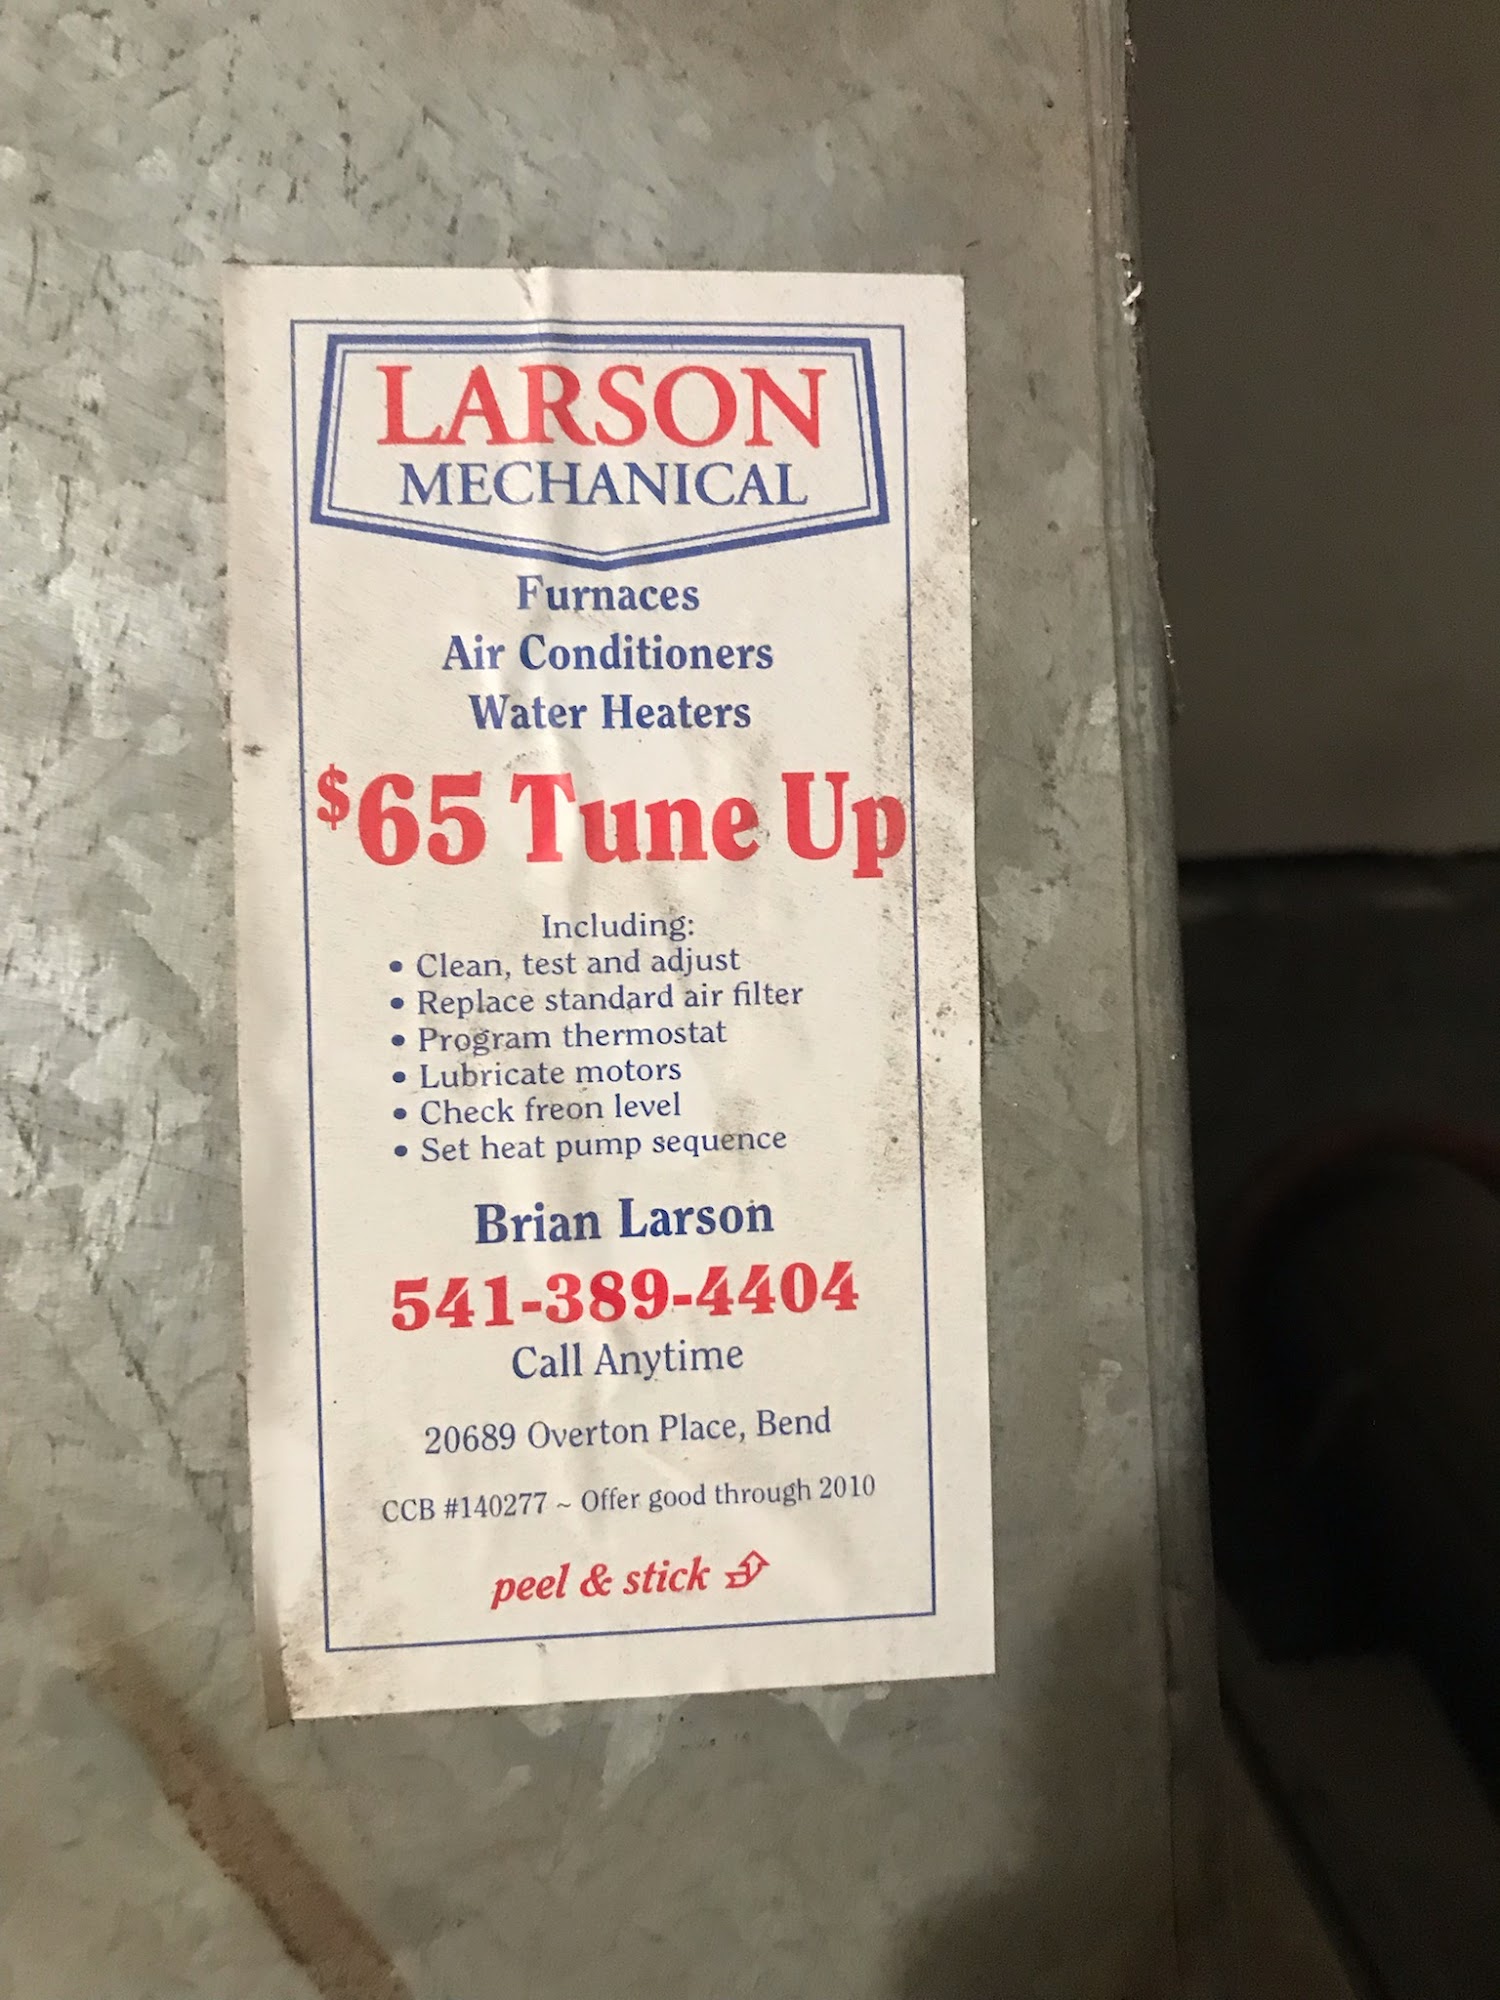 LARSON
MECHANICAL
Furnaces
Air Conditioners
Water Heaters
$65 Tune Up
Including:
• Clean, test and adjust
• Replace standard air filter
• Program thermostat
• Lubricate motors
• Check freon level
• Set heat pump sequence
Brian Larson
541-389-4404
Call Anytime
20689 Overton Place, Bend
CCB #140277 ~ Offer good through 2010
peel & stick